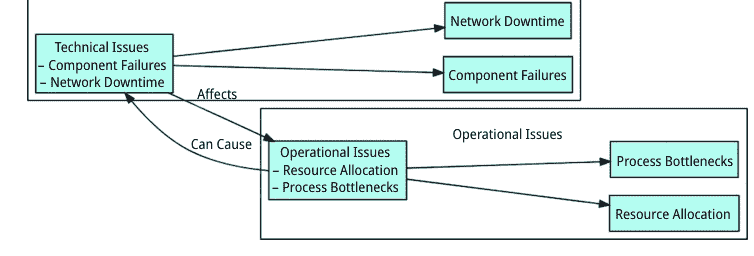 Network Downtime
Technical Issues
– Component Failures
– Network Downtime
Component Failures
Affects
Can Cause
Operational Issues
Operational Issues
– Resource Allocation
– Process Bottlenecks
Process Bottlenecks
Resource Allocation